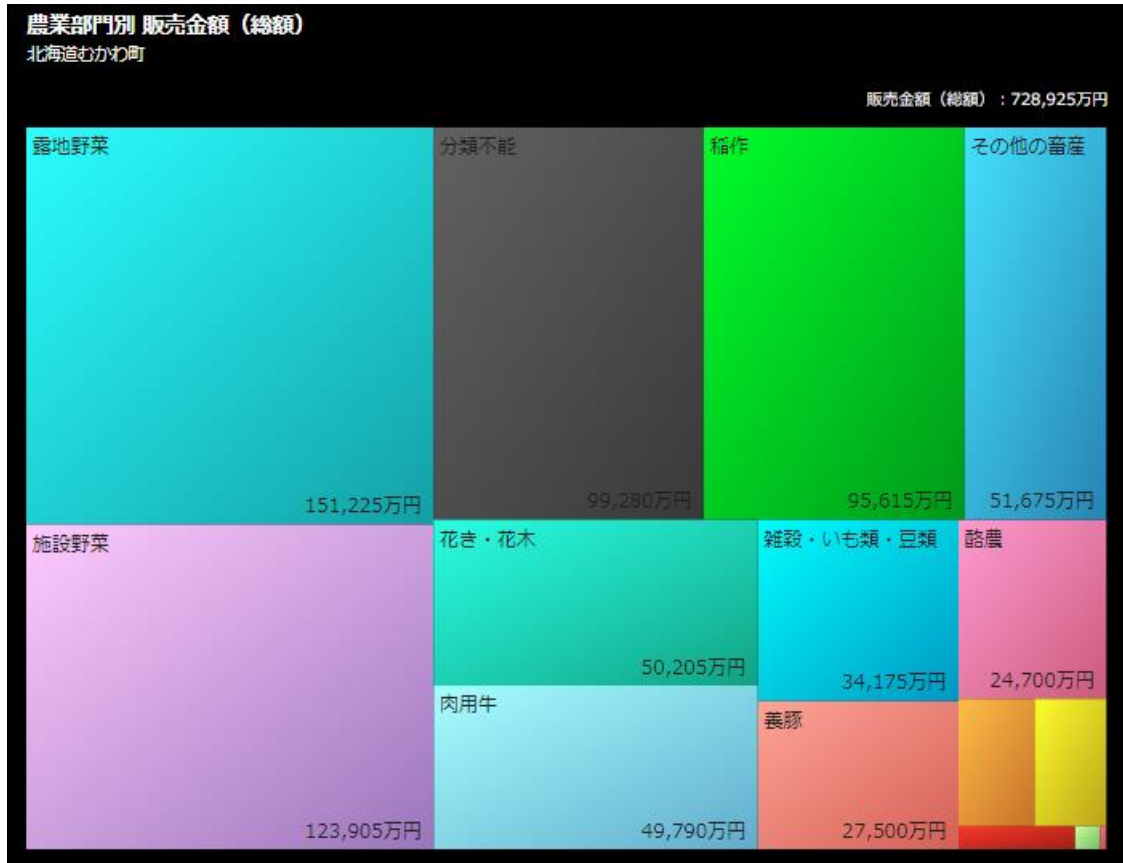 農業部門別 販売金額（総額）
北海道むかわ町
販売金額（総額）：728,925万円
露地野菜
151,225万円
分類不能
99,280万円
稲作
95,615万円
その他の畜産
51,675万円
施設野菜
123,905万円
花き・花木
50,205万円
雑穀・いも類・豆類
34,175万円
酪農
24,700万円
肉用牛
49,790万円
養豚
27,500万円